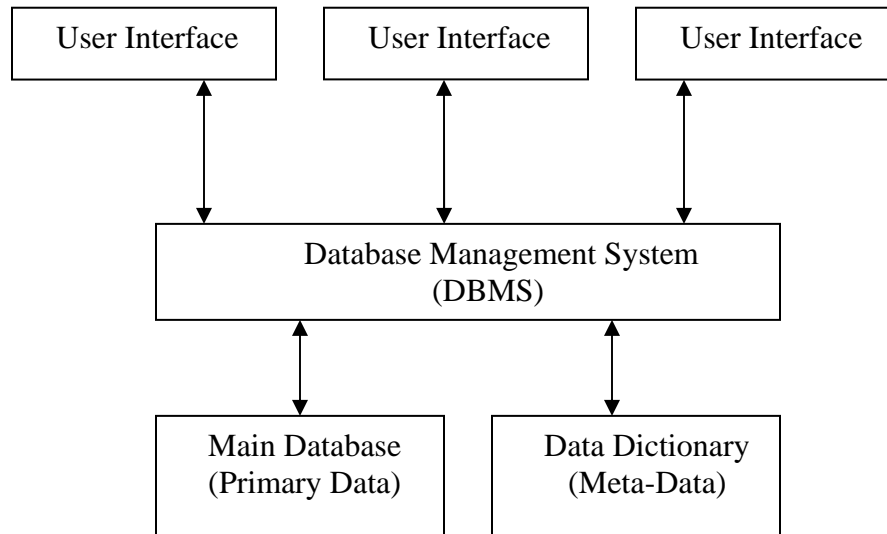 User Interface
User Interface
User Interface
Database Management System
(DBMS)
Main Database
(Primary Data)
Data Dictionary
(Meta-Data)